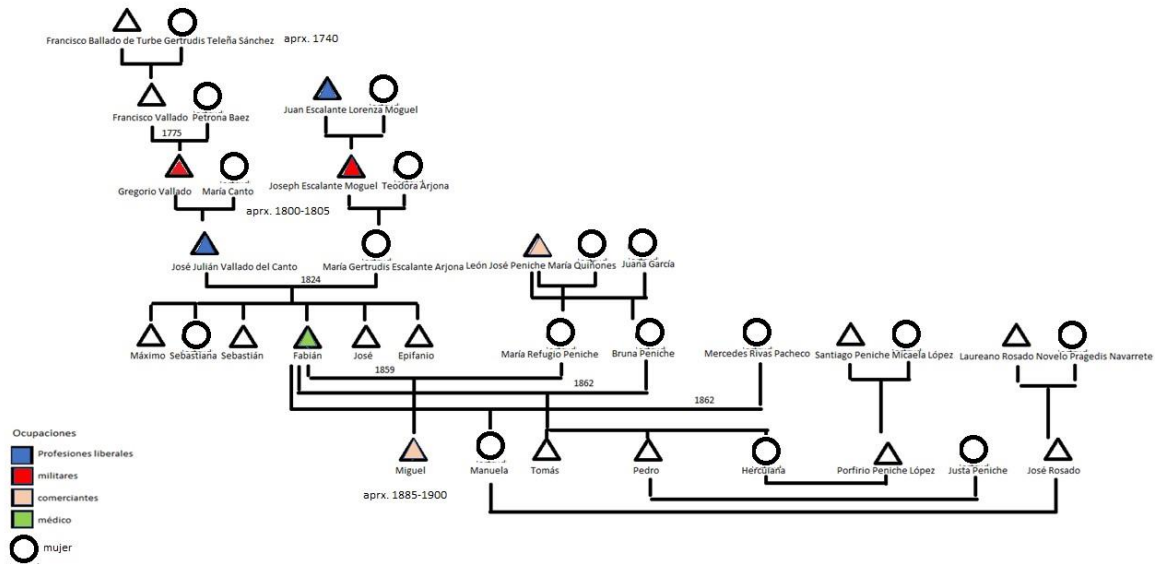 Francisco Ballado de Turbe Gertrudis Teleña Sánchez aprx. 1740
Juan Escalante Lorenza Moguel
Francisco Vallado Petrona Baez
1775
Gregorio Vallado María Canto Joseph Escalante Moguel Teodora Arjona
aprx. 1800-1805
José Julián Vallado del Canto María Gertrudis Escalante Arjona León José Peniche María Quiñones Juana García
1824
Máximo Sebastiana Sebastián Fabián José Epifanio María Refugio Peniche Bruna Peniche Mercedes Rivas Pacheco Santiago Peniche Micaela López Laureano Rosado Novelo Pragedis Navarrete
1859
1862
1862
Miguel Manuela Tomás Pedro Herculana Porfirio Peniche López Justa Peniche José Rosado
aprx. 1885-1900
Ocupaciones
Profesiones liberales
militares
comerciantes
médico
mujer